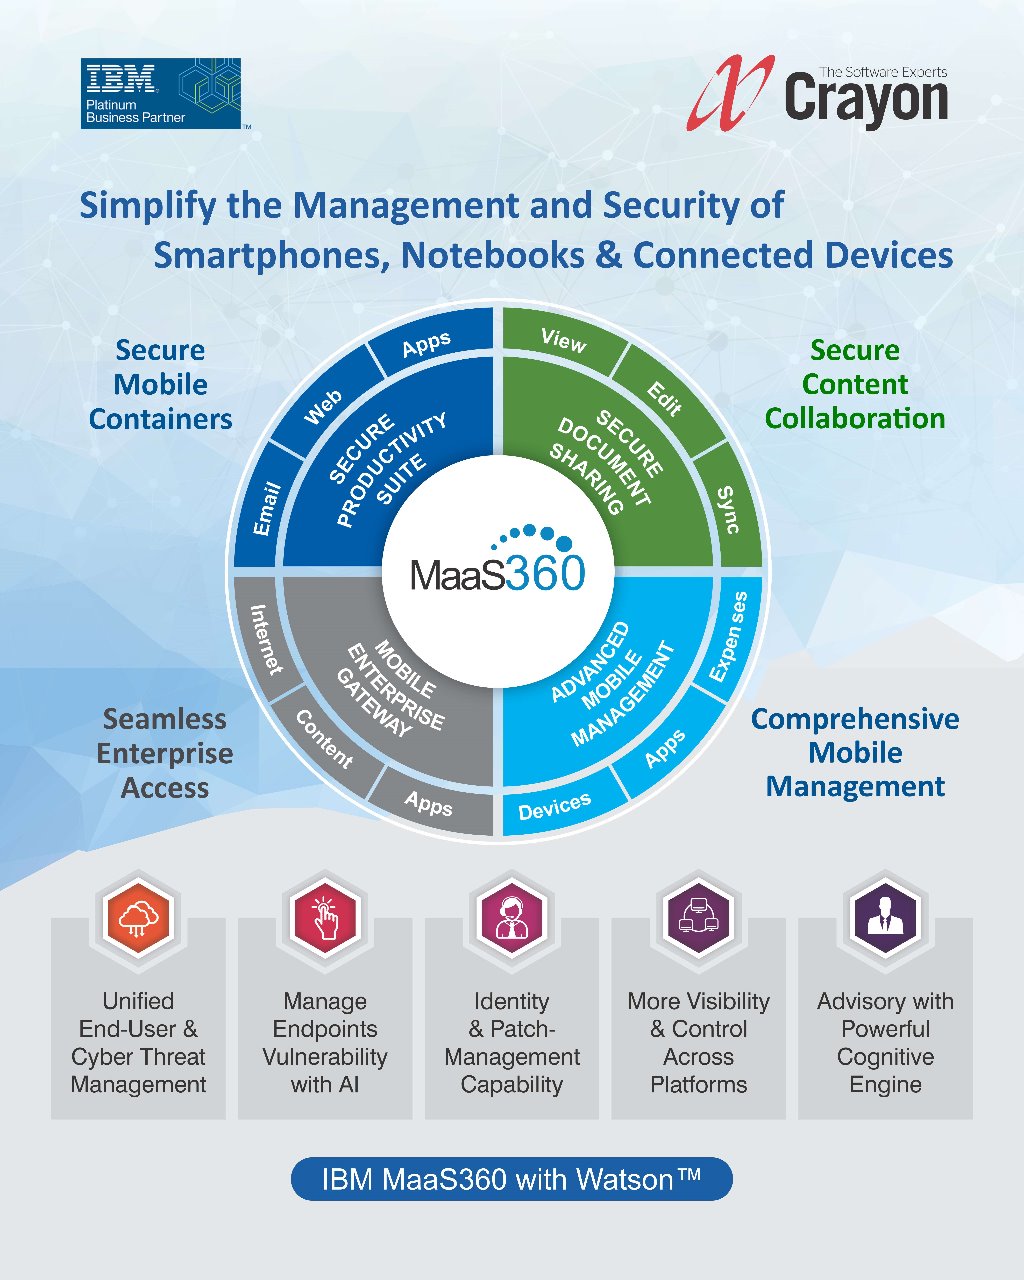 IBM
Platinum
Business Partner
TM
The Software Experts
Crayon
Simplify the Management and Security of
Smartphones, Notebooks & Connected Devices
Secure
Mobile
Containers
Secure
Content
Collaboration
Email
Web
Apps
SECURE
PRODUCTIVITY
SUITE
View
Edit
Sync
SECURE
DOCUMENT
SHARING
MaaS360
Internet
Content
Apps
MOBILE
ENTERPRISE
GATEWAY
Expenses
Apps
Devices
ADVANCED
MOBILE
MANAGEMENT
Seamless
Enterprise
Access
Comprehensive
Mobile
Management
Unified
End-User &
Cyber Threat
Management
Manage
Endpoints
Vulnerability
with AI
Identity
& Patch-
Management
Capability
More Visibility
& Control
Across
Platforms
Advisory with
Powerful
Cognitive
Engine
IBM MaaS360 with Watson™